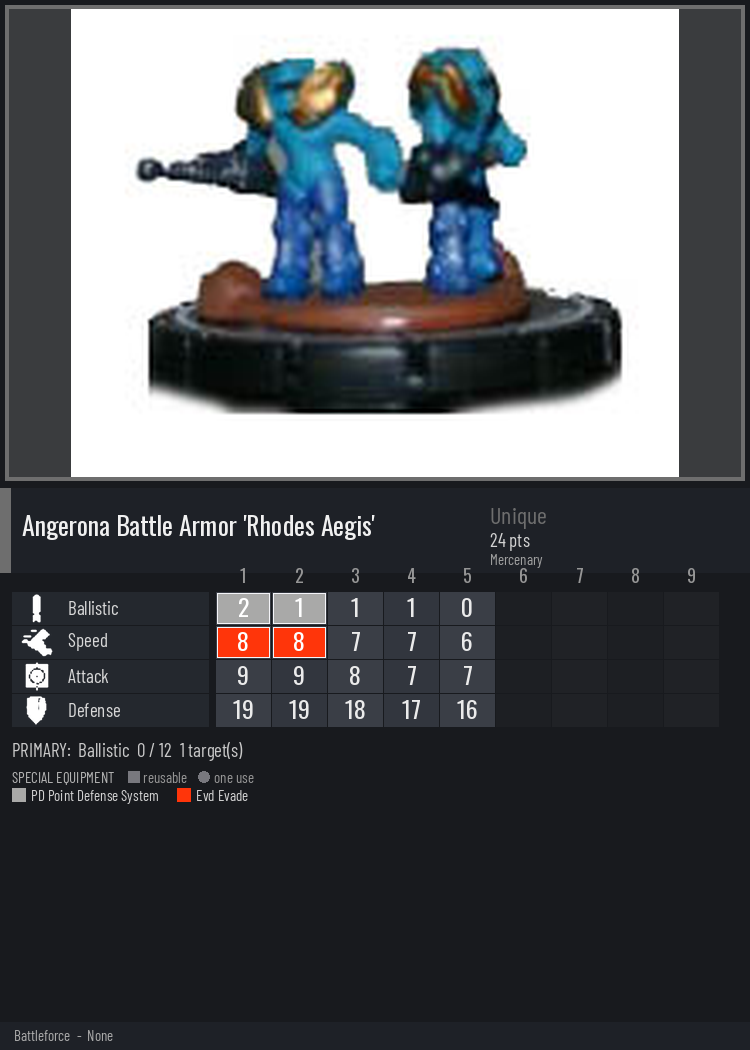 Angerona Battle Armor 'Rhodes Aegis'
Unique
24 pts
Mercenary
1 2 3 4 5 6 7 8 9
Ballistic 2 1 1 1 0
Speed 8 8 7 7 6
Attack 9 9 8 7 7
Defense 19 19 18 17 16
PRIMARY: Ballistic 0 / 12 1 target(s)
SPECIAL EQUIPMENT reusable one use
PD Point Defense System Evd Evade
Battleforce - None